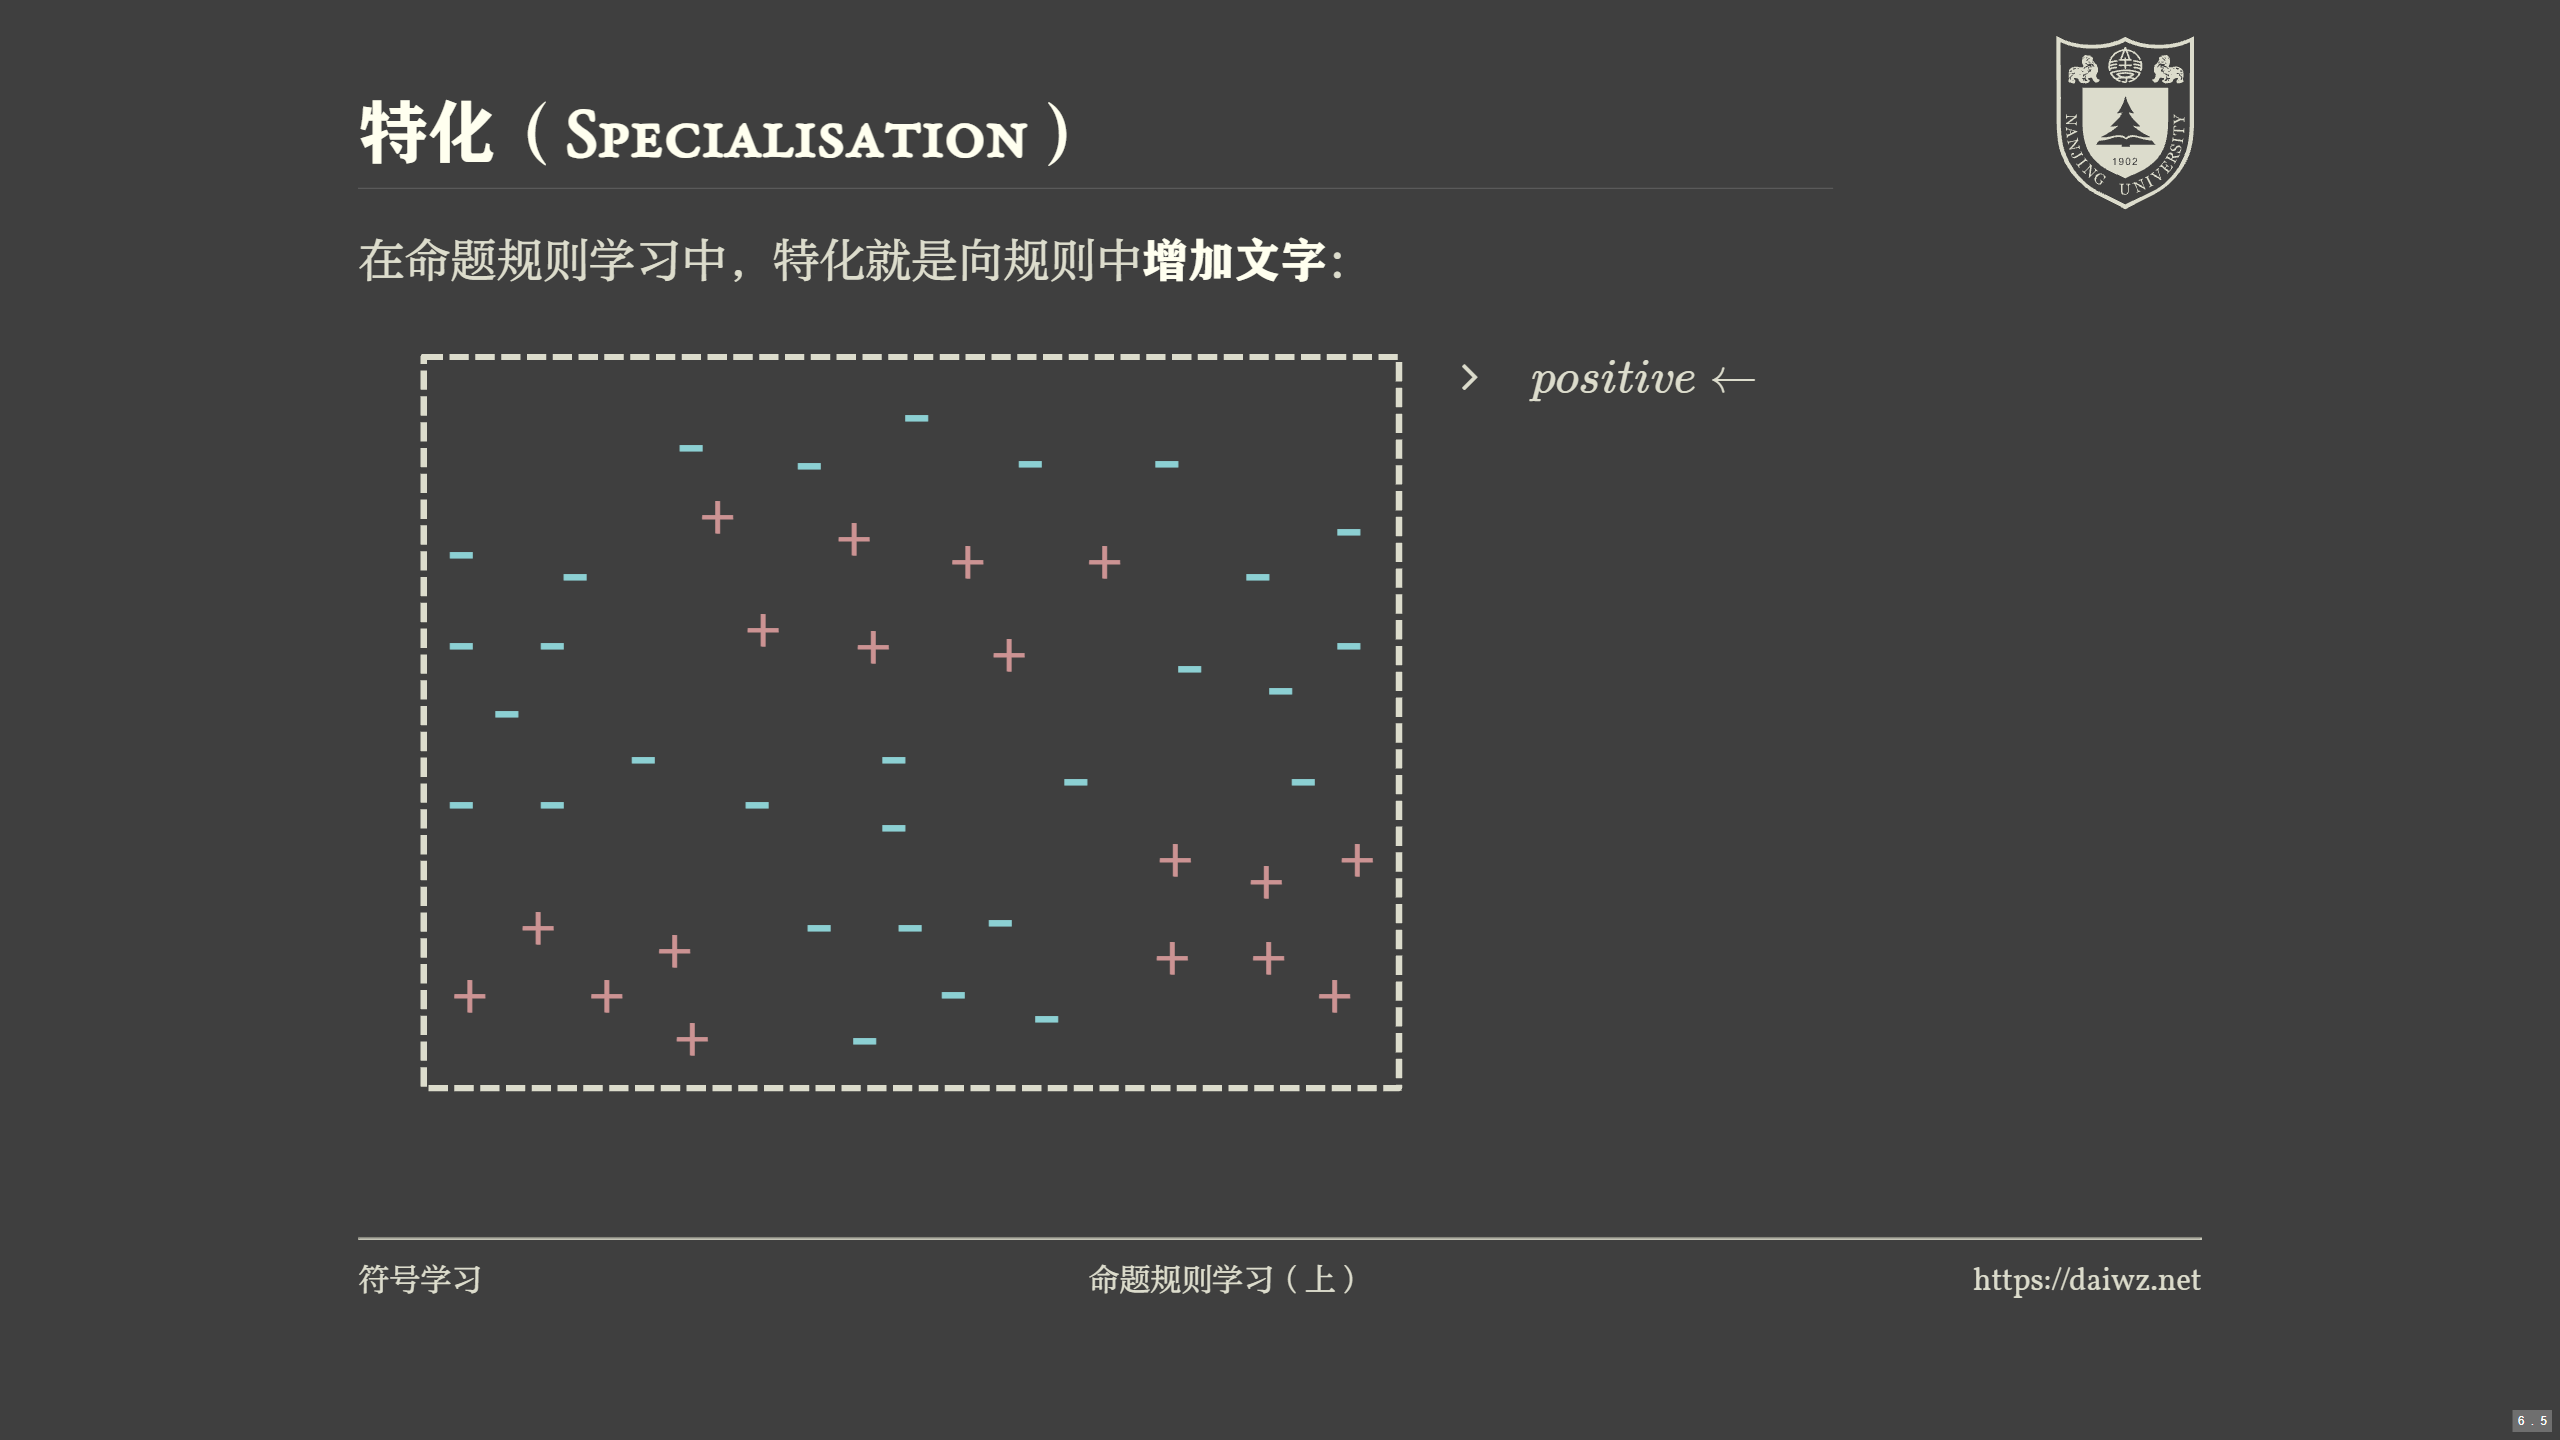 特化（Specialisation）
NANJING UNIVERSITY
1902
在命题规则学习中，特化就是向规则中增加文字：
positive ←
符号学习
命题规则学习（上）
https://daiwz.net
6.5